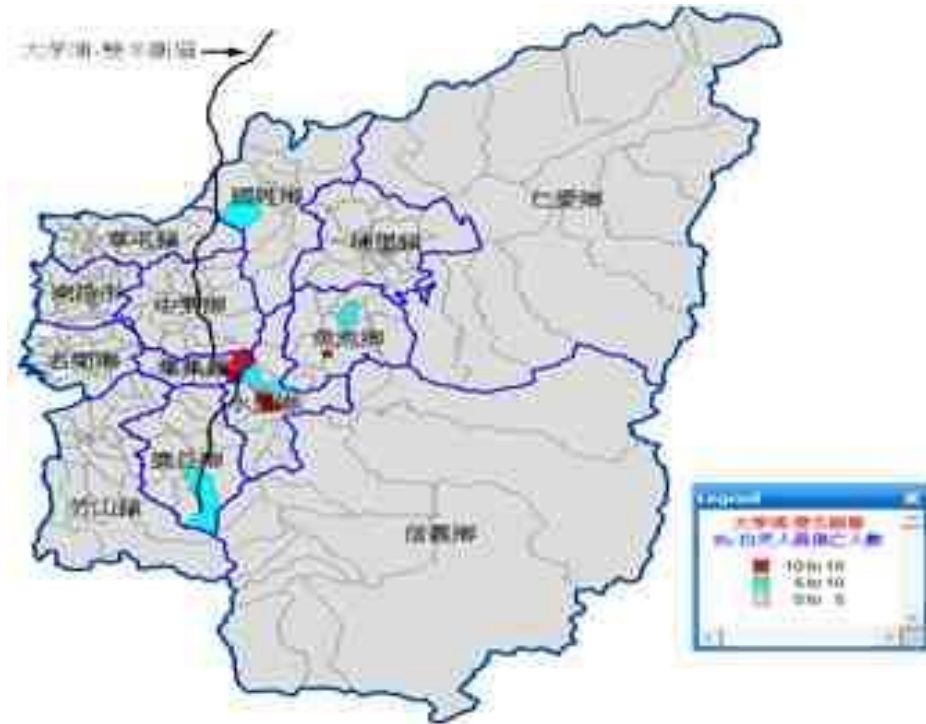 大茅埔-雙冬斷層
國姓鄉
仁愛鄉
草屯鎮
埔里鎮
南投市
中寮鄉
魚池鄉
名間鄉
集集鎮
水里鄉
鹿谷鄉
竹山鎮
信義鄉
Legend
大茅埔-雙冬斷層
5 to 10
0 to 5